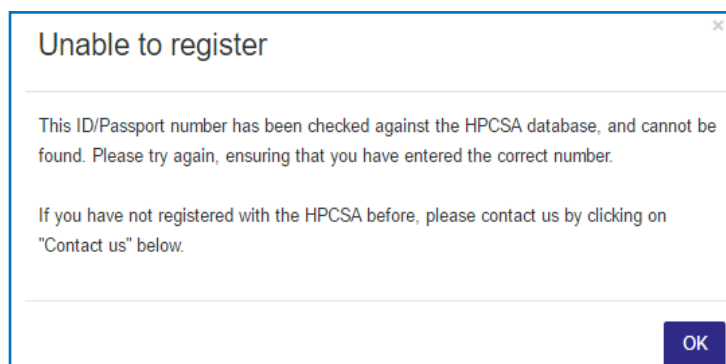 Unable to register
×
This ID/Passport number has been checked against the HPCSA database, and cannot be
found. Please try again, ensuring that you have entered the correct number.
If you have not registered with the HPCSA before, please contact us by clicking on
"Contact us" below.
OK